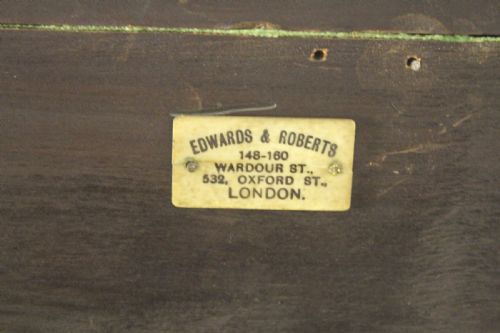 EDWARDS & ROBERTS
148-160
WARDOUR ST.,
532, OXFORD ST.,
LONDON.